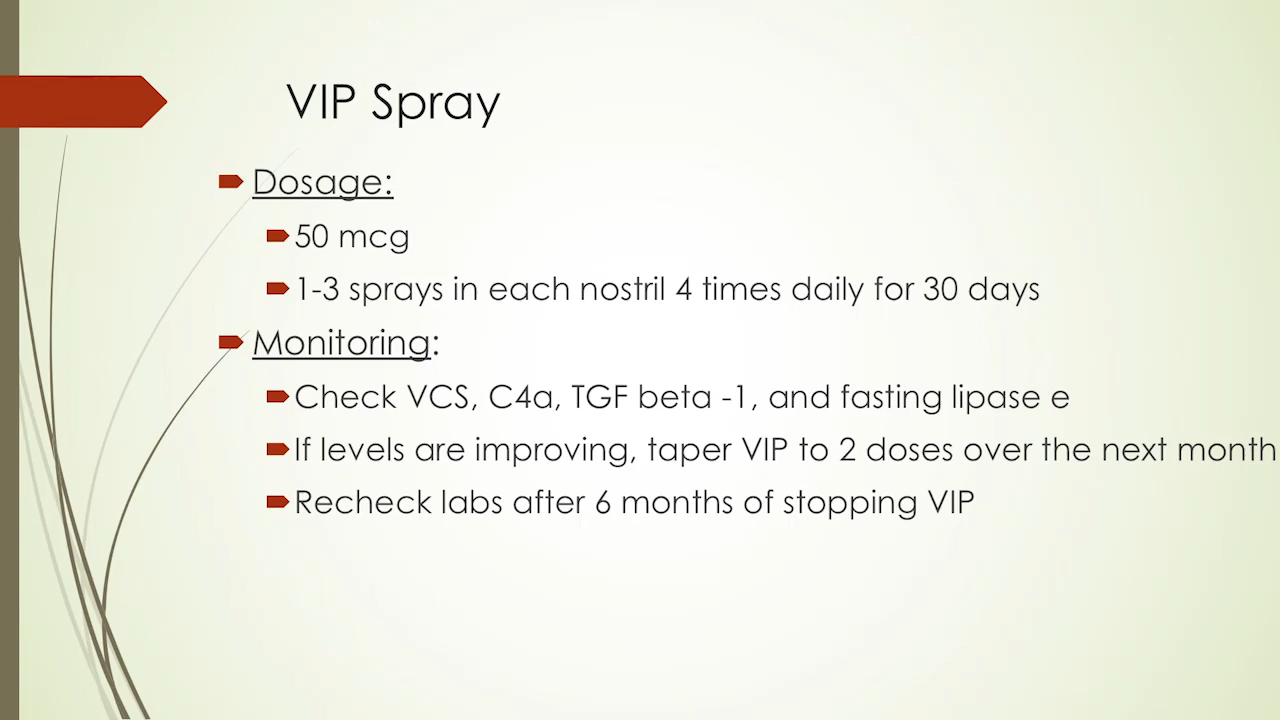 VIP Spray
Dosage:
50 mcg
1-3 sprays in each nostril 4 times daily for 30 days
Monitoring:
Check VCS, C4a, TGF beta -1, and fasting lipase e
If levels are improving, taper VIP to 2 doses over the next month
Recheck labs after 6 months of stopping VIP